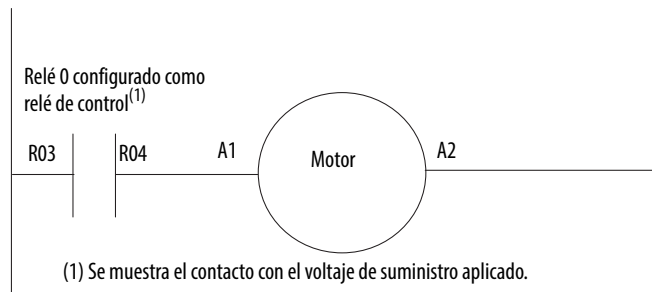 Relé 0 configurado como
relé de control(1)
R03 R04 A1 Motor A2
(1) Se muestra el contacto con el voltaje de suministro aplicado.